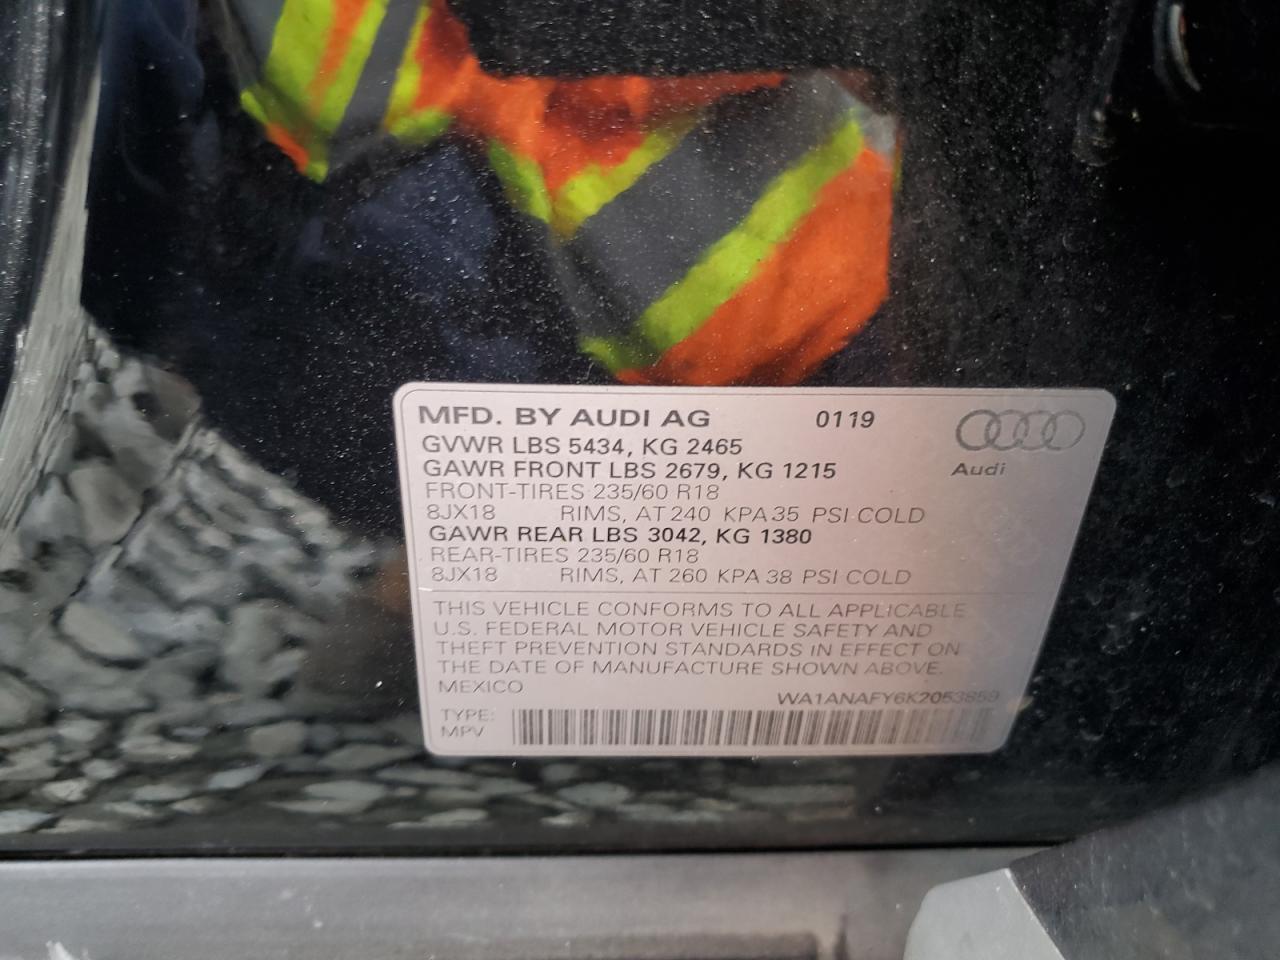 MFD. BY AUDI AG 0119
GVWR LBS 5434, KG 2465
GAWR FRONT LBS 2679, KG 1215
Audi
FRONT-TIRES 235/60 R18
8JX18 RIMS, AT 240 KPA 35 PSI COLD
GAWR REAR LBS 3042, KG 1380
REAR-TIRES 235/60 R18
8JX18 RIMS, AT 260 KPA 38 PSI COLD
THIS VEHICLE CONFORMS TO ALL APPLICABLE
U.S. FEDERAL MOTOR VEHICLE SAFETY AND
THEFT PREVENTION STANDARDS IN EFFECT ON
THE DATE OF MANUFACTURE SHOWN ABOVE.
MEXICO WA1ANAFY6K2053859
TYPE:
MPV